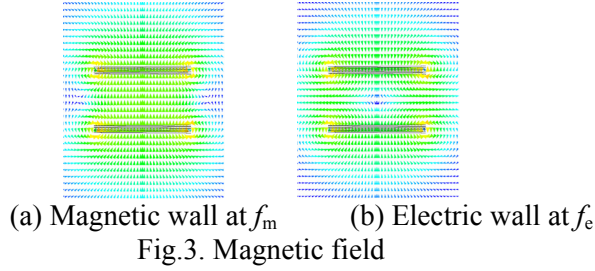 (a) Magnetic wall at fm (b) Electric wall at fe
Fig.3. Magnetic field